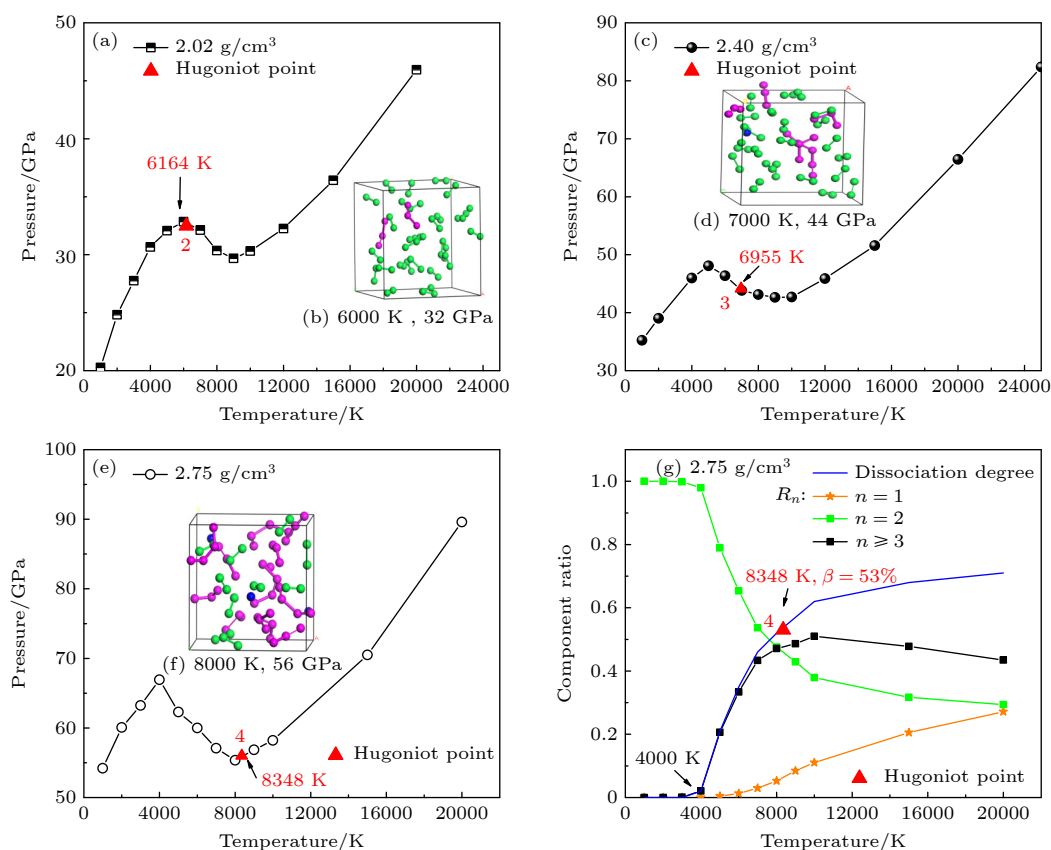 (a)
2.02 g/cm³
Hugoniot point
6164 K
2
(b) 6000 K , 32 GPa
Pressure/GPa
50
40
30
20
0 4000 8000 12000 16000 20000 24000
Temperature/K
(c)
2.40 g/cm³
Hugoniot point
(d) 7000 K, 44 GPa
6955 K
3
Pressure/GPa
90
80
70
60
50
40
30
0 4000 8000 12000 16000 20000 24000
Temperature/K
(e)
2.75 g/cm³
(f) 8000 K, 56 GPa
4
Hugoniot point
8348 K
Pressure/GPa
100
90
80
70
60
50
0 4000 8000 12000 16000 20000
Temperature/K
(g) 2.75 g/cm³
Dissociation degree
Rₙ:
n = 1
n = 2
n ⩾ 3
8348 K, β = 53%
4
4000 K
Hugoniot point
Component ratio
1.0
0.8
0.6
0.4
0.2
0
0 4000 8000 12000 16000 20000
Temperature/K